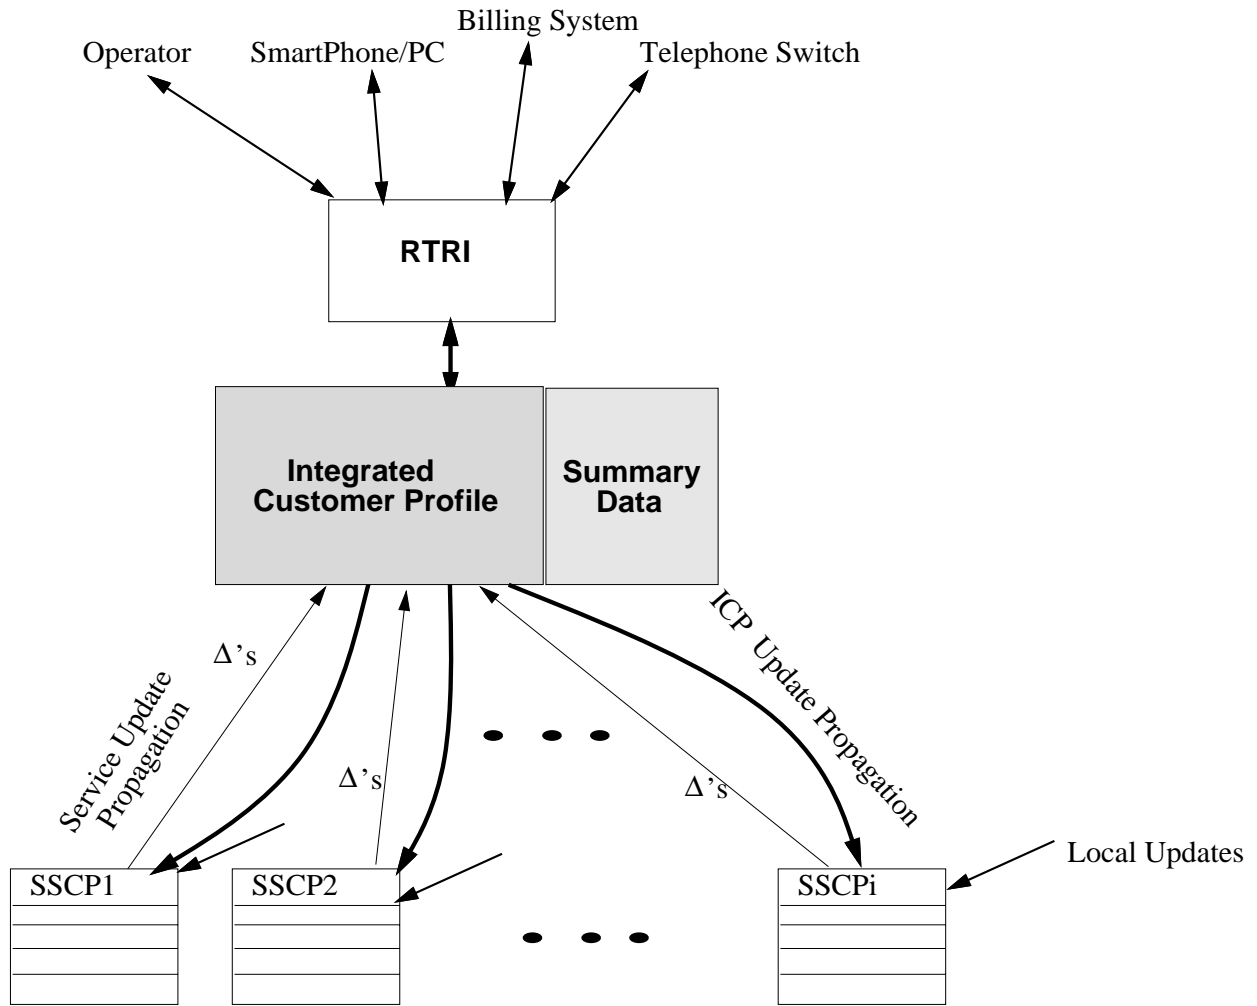 Billing System
Operator
SmartPhone/PC
Telephone Switch
RTRI
Integrated
Customer Profile
Summary
Data
ICP Update Propagation
Service Update
Propagation
Δ’s
Δ’s
Δ’s
Local Updates
SSCP1
SSCP2
SSCPi